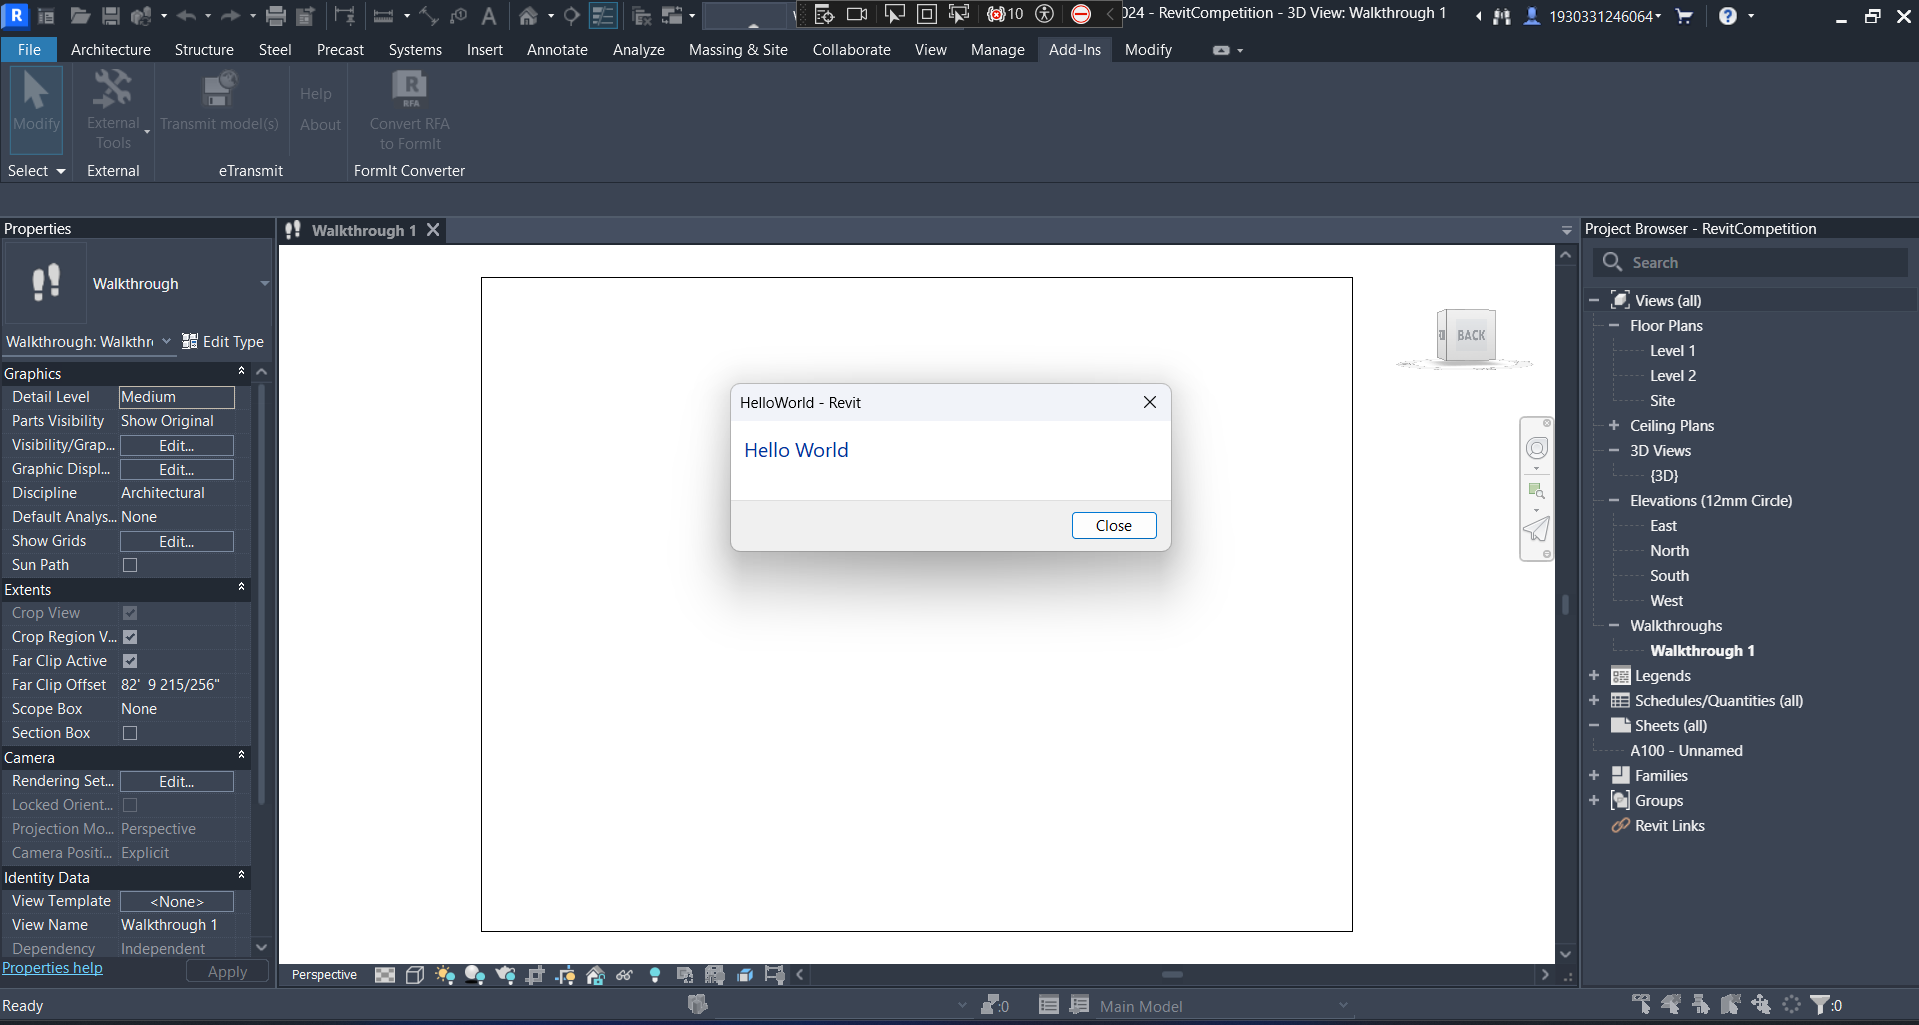 024 - RevitCompetition - 3D View: Walkthrough 1
1930331246064
10
File Architecture Structure Steel Precast Systems Insert Annotate Analyze Massing & Site Collaborate View Manage Add-Ins Modify
Modify
External
Tools
Transmit model(s)
Help
About
RFA
Convert RFA
to FormIt
Select
External
eTransmit
FormIt Converter
Properties
Walkthrough
Walkthrough: Walkthr
Edit Type
Graphics
Detail Level Medium
Parts Visibility Show Original
Visibility/Grap... Edit...
Graphic Displ... Edit...
Discipline Architectural
Default Analys... None
Show Grids Edit...
Sun Path
Extents
Crop View
Crop Region V...
Far Clip Active
Far Clip Offset 82' 9 215/256"
Scope Box None
Section Box
Camera
Rendering Set... Edit...
Locked Orient...
Projection Mo... Perspective
Camera Positi... Explicit
Identity Data
View Template <None>
View Name Walkthrough 1
Dependency Independent
Properties help
Apply
Walkthrough 1
BACK
HelloWorld - Revit
Hello World
Close
Perspective
Project Browser - RevitCompetition
Search
Views (all)
Floor Plans
Level 1
Level 2
Site
Ceiling Plans
3D Views
{3D}
Elevations (12mm Circle)
East
North
South
West
Walkthroughs
Walkthrough 1
Legends
Schedules/Quantities (all)
Sheets (all)
A100 - Unnamed
Families
Groups
Revit Links
Ready
:0
Main Model
:0